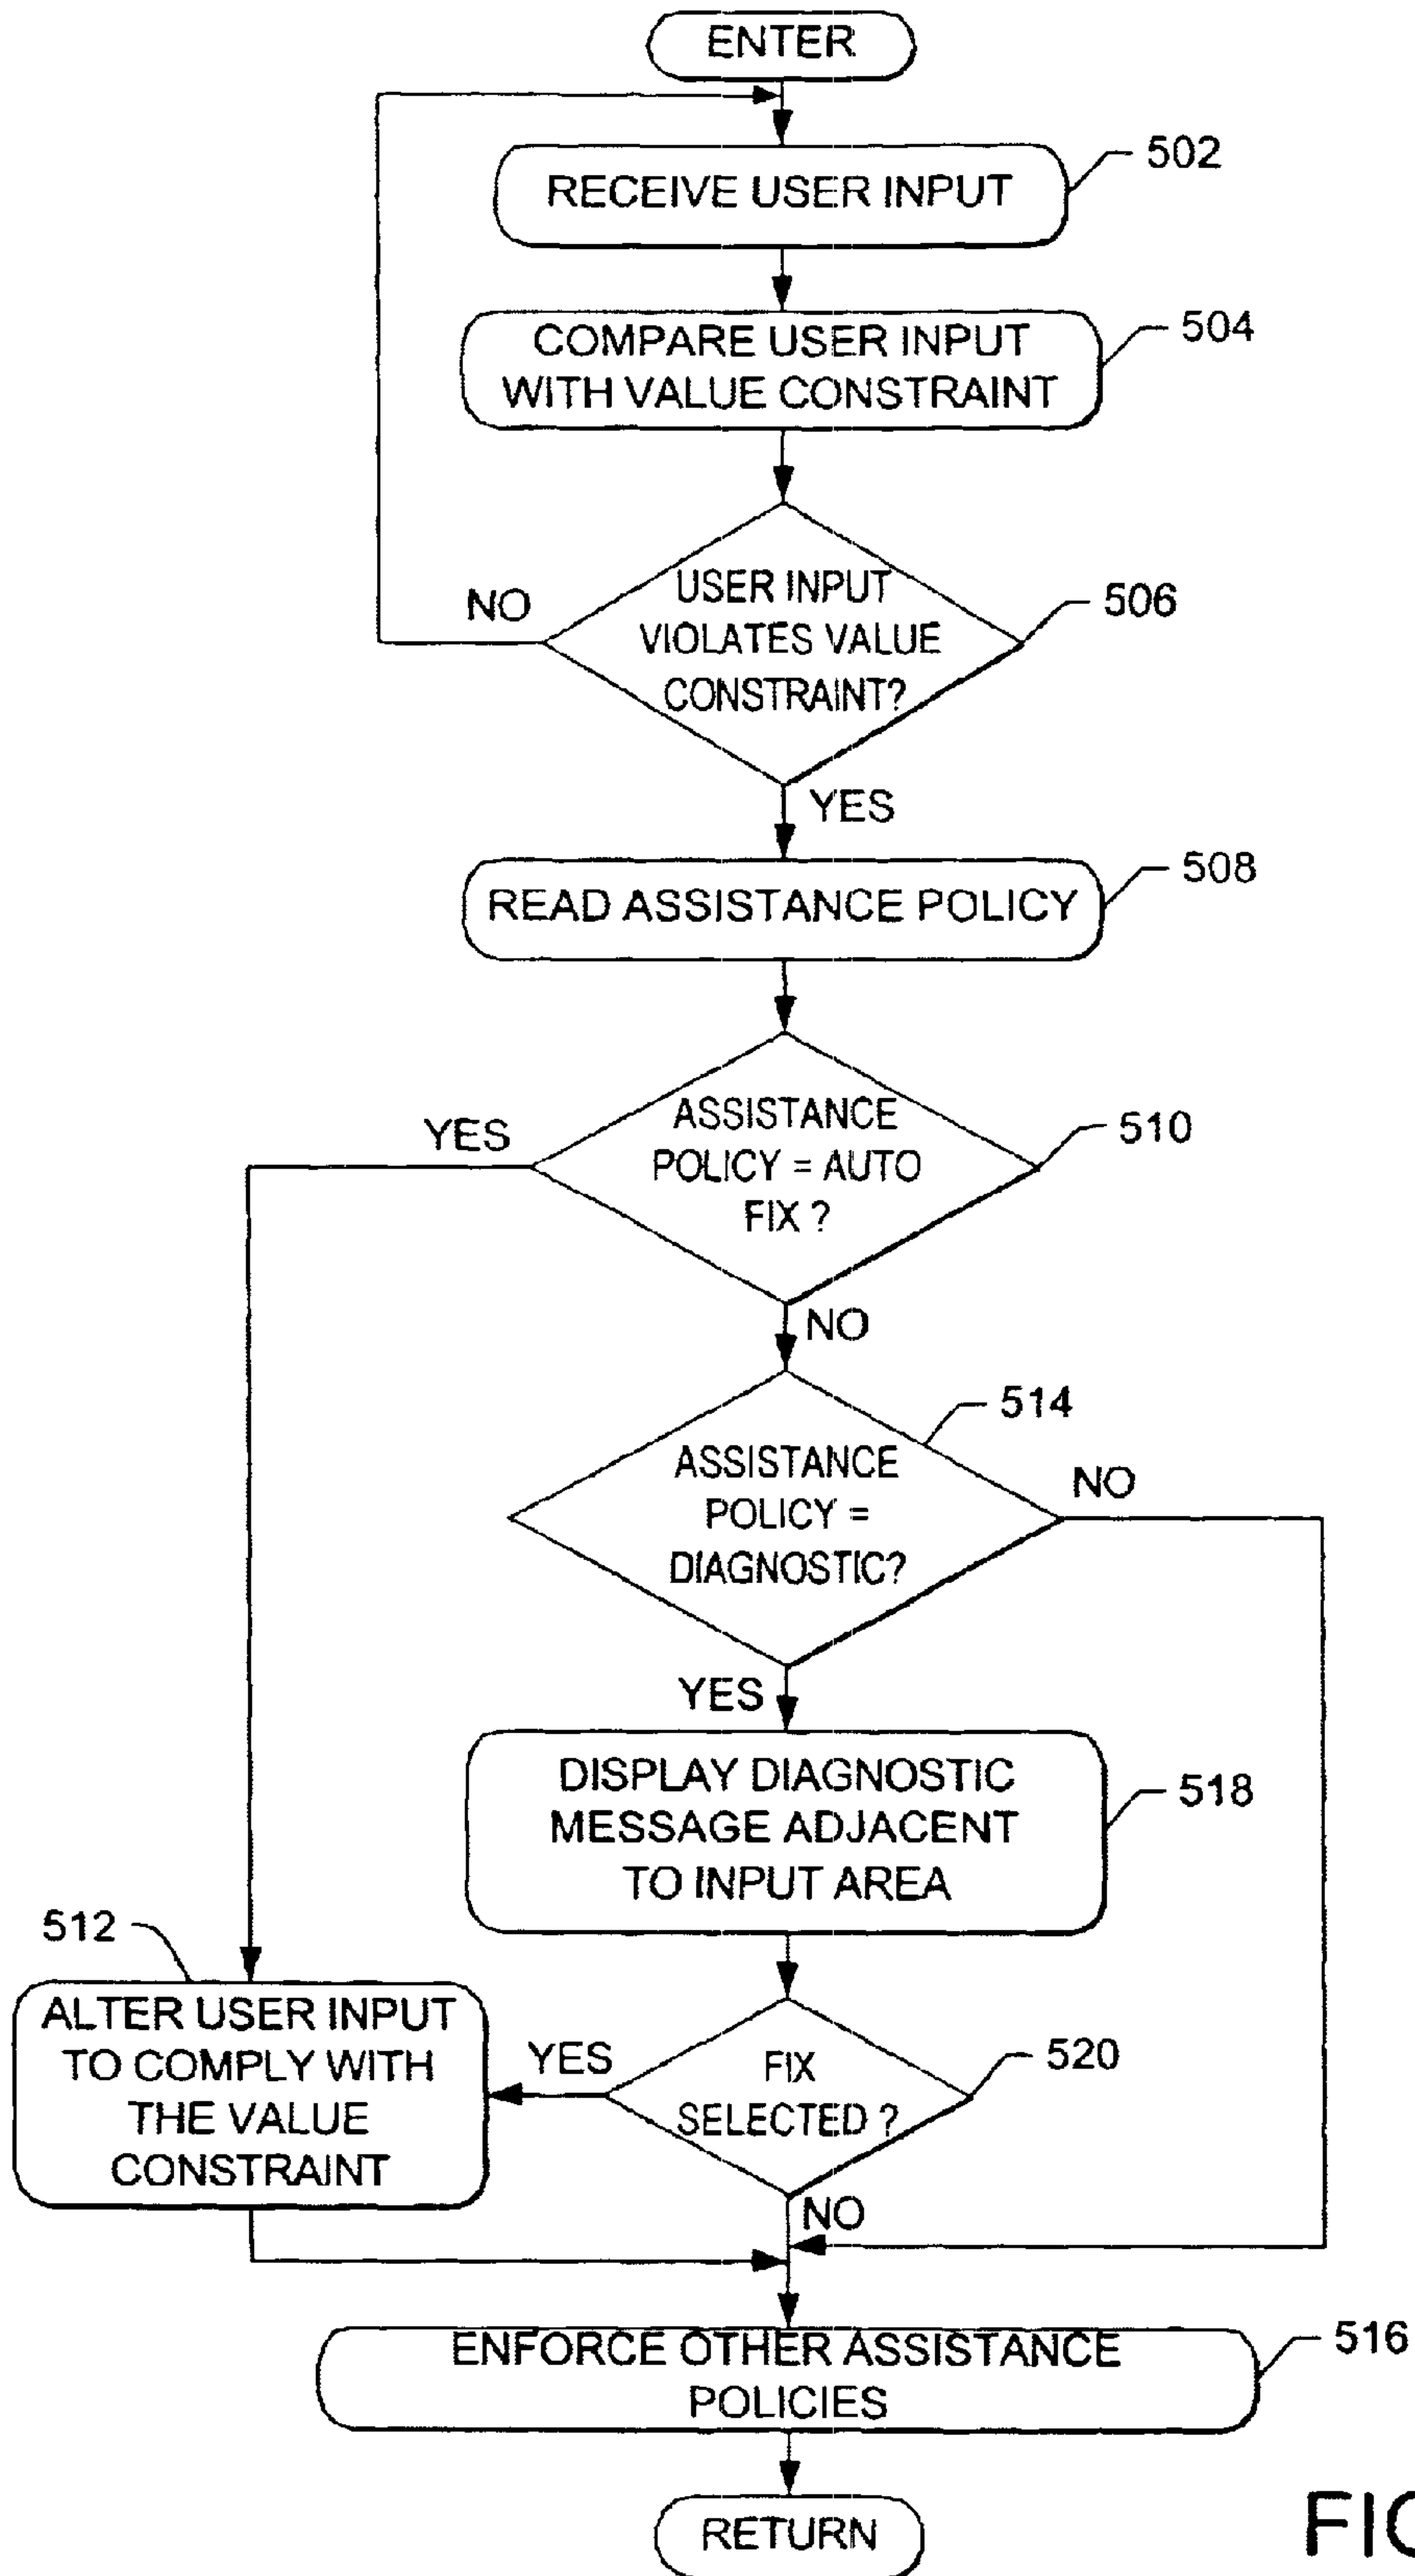 ENTER
RECEIVE USER INPUT
502
COMPARE USER INPUT
WITH VALUE CONSTRAINT
504
NO
USER INPUT
VIOLATES VALUE
CONSTRAINT?
506
YES
READ ASSISTANCE POLICY
508
YES
ASSISTANCE
POLICY = AUTO
FIX ?
510
NO
514
ASSISTANCE
POLICY =
DIAGNOSTIC?
NO
YES
DISPLAY DIAGNOSTIC
MESSAGE ADJACENT
TO INPUT AREA
518
512
ALTER USER INPUT
TO COMPLY WITH
THE VALUE
CONSTRAINT
YES
FIX
SELECTED ?
520
NO
ENFORCE OTHER ASSISTANCE
POLICIES
516
RETURN